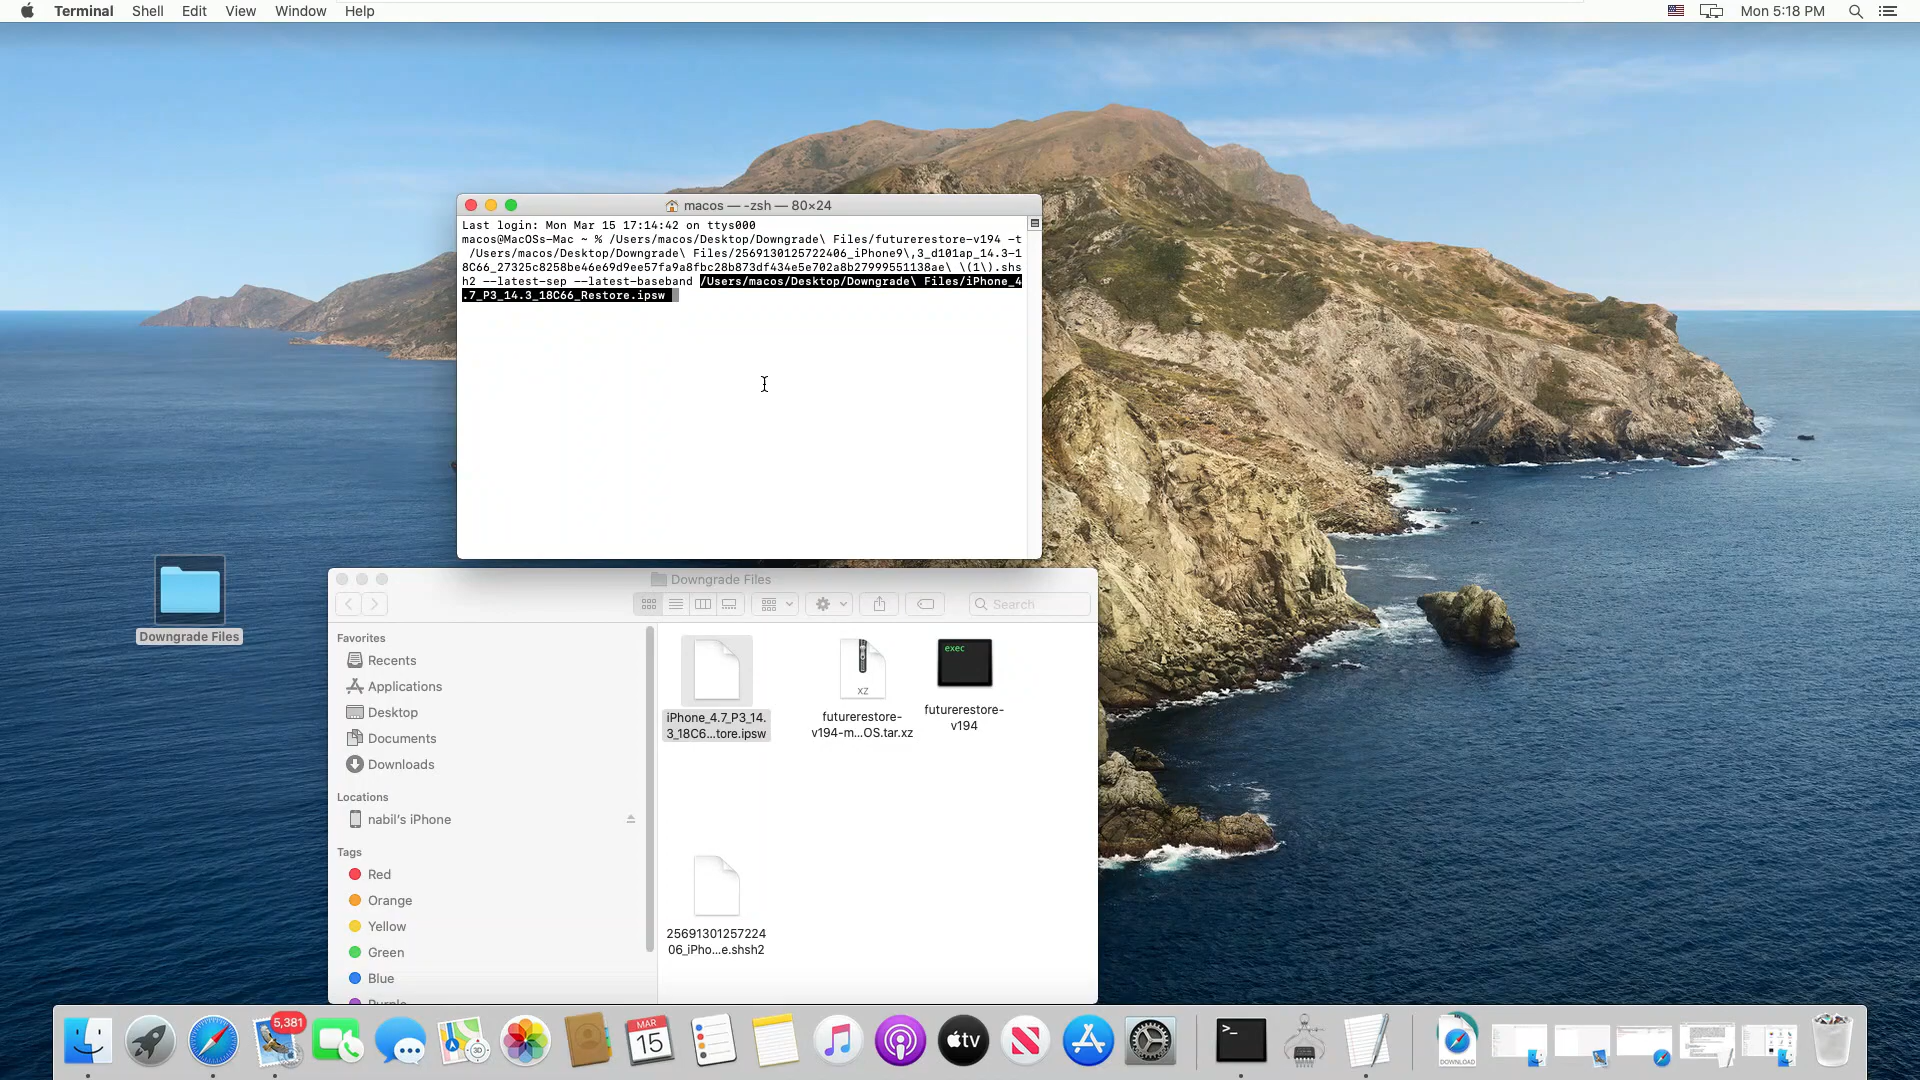 Terminal Shell Edit View Window Help Mon 5:18 PM
macos — -zsh — 80×24
Last login: Mon Mar 15 17:14:42 on ttys000
macos@MacOSs-Mac ~ % /Users/macos/Desktop/Downgrade\ Files/futurerestore-v194 -t
/Users/macos/Desktop/Downgrade\ Files/2569130125722406_iPhone9\,3_d101ap_14.3-1
8C66_27325c8258be46e69d9ee57fa9a8fbc28b873df434e5e702a8b27999551138ae\ \(1\).shs
h2 --latest-sep --latest-baseband /Users/macos/Desktop/Downgrade\ Files/iPhone_4
.7_P3_14.3_18C66_Restore.ipsw
Downgrade Files
Downgrade Files
Search
Favorites
Recents
Applications
Desktop
Documents
Downloads
Locations
nabil's iPhone
Tags
Red
Orange
Yellow
Green
Blue
Purple
iPhone_4.7_P3_14.
3_18C6...tore.ipsw
xz
futurerestore-
v194-m...OS.tar.xz
exec
futurerestore-
v194
25691301257224
06_iPho...e.shsh2
5,381
3D
MAR
15
tv
>_
DOWNLOAD